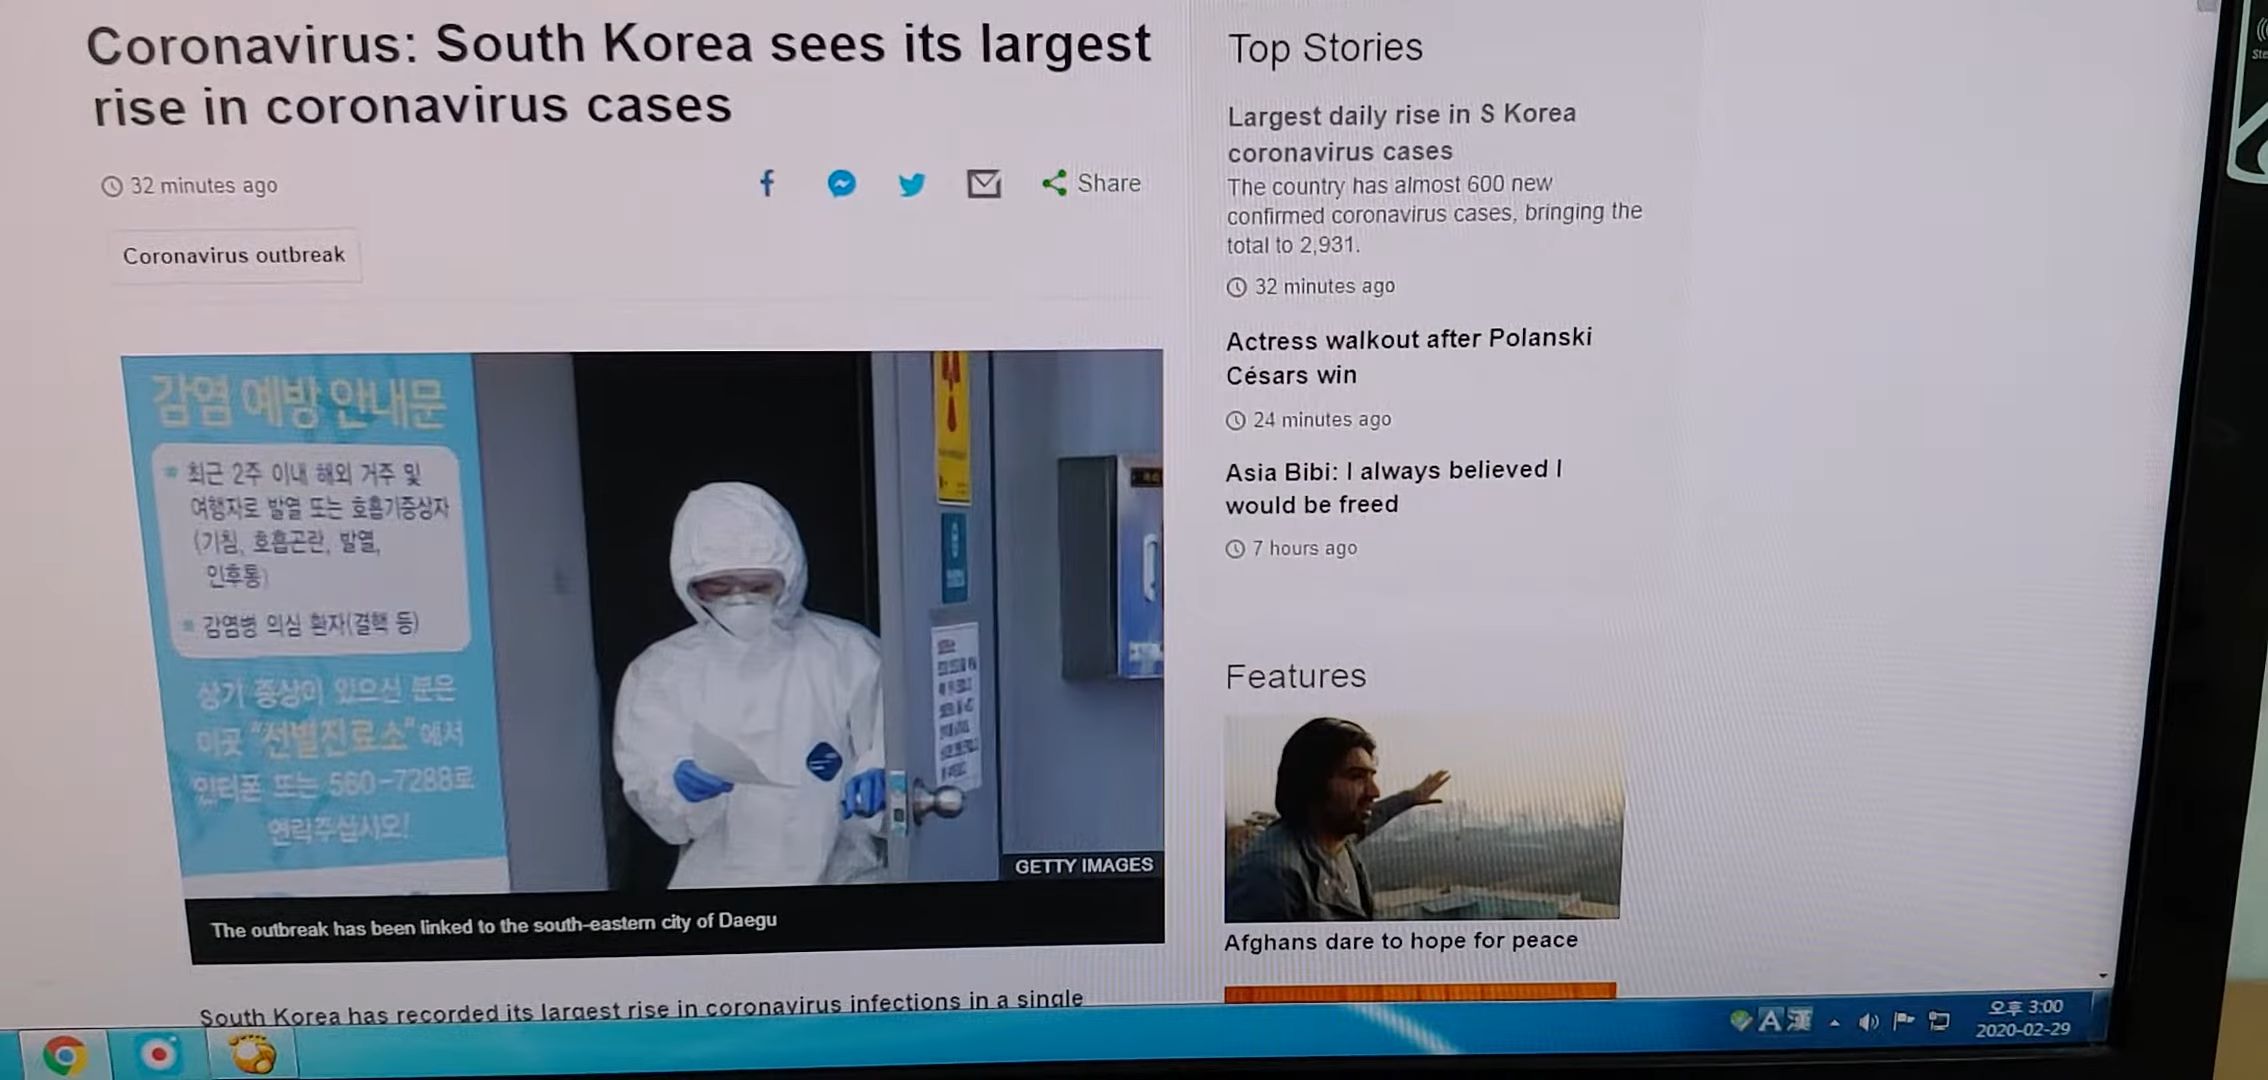 Coronavirus: South Korea sees its largest
rise in coronavirus cases
32 minutes ago
Share
Coronavirus outbreak
감염 예방 안내문
최근 2주 이내 해외 거주 및
여행자로 발열 또는 호흡기증상자
(기침, 호흡곤란, 발열,
인후통)
감염병 의심 환자(결핵 등)
상기 증상이 있으신 분은
이곳 "선별진료소"에서
인터폰 또는 560-7288로
연락주십시오!
GETTY IMAGES
The outbreak has been linked to the south-eastern city of Daegu
South Korea has recorded its largest rise in coronavirus infections in a single
Top Stories
Largest daily rise in S Korea
coronavirus cases
The country has almost 600 new
confirmed coronavirus cases, bringing the
total to 2,931.
32 minutes ago
Actress walkout after Polanski
Césars win
24 minutes ago
Asia Bibi: I always believed I
would be freed
7 hours ago
Features
Afghans dare to hope for peace
A 漢
오후 3:00
2020-02-29